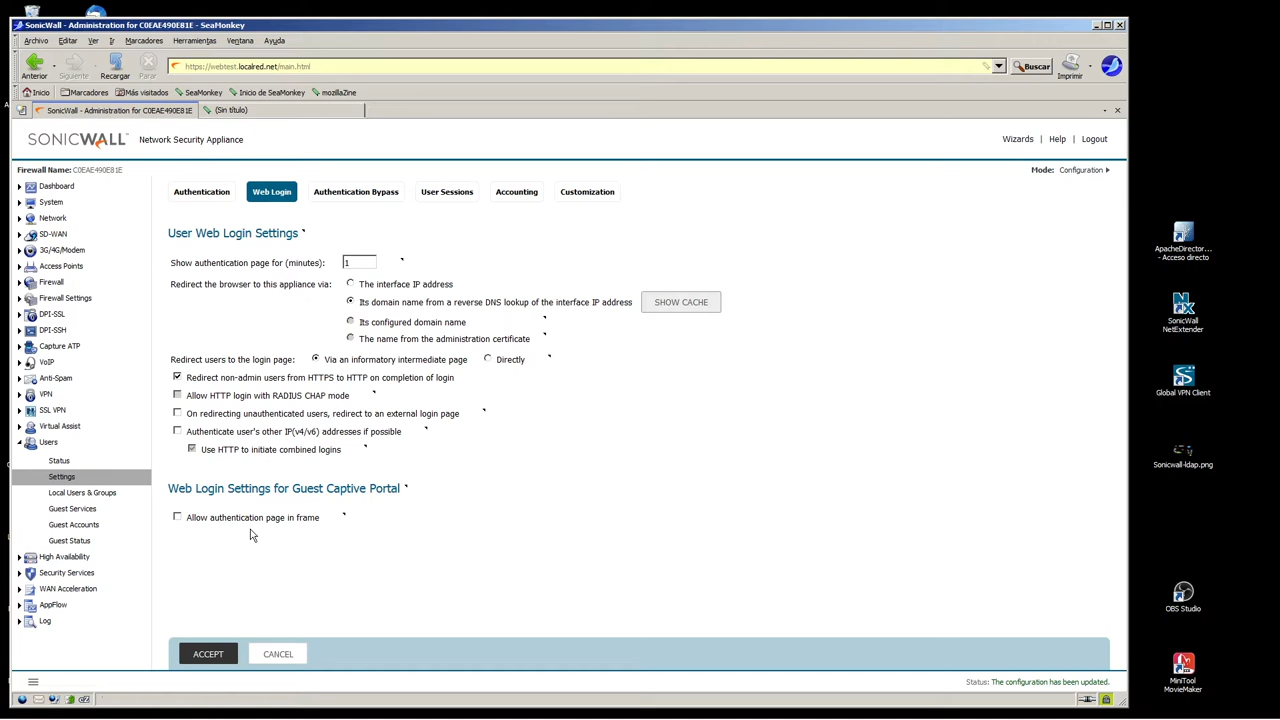 SonicWall - Administration for C0EAE490E81E - SeaMonkey
Archivo Editar Ver Ir Marcadores Herramientas Ventana Ayuda
Anterior Siguiente Recargar Parar https://webtest.localred.net/main.html Buscar Imprimir
Inicio Marcadores Más visitados SeaMonkey Inicio de SeaMonkey mozillaZine
SonicWall - Administration for C0EAE490E81E (Sin título)
SONICWALL Network Security Appliance Wizards | Help | Logout
Firewall Name: C0EAE490E81E Mode: Configuration
Dashboard
System
Network
SD-WAN
3G/4G/Modem
Access Points
Firewall
Firewall Settings
DPI-SSL
DPI-SSH
Capture ATP
VoIP
Anti-Spam
VPN
SSL VPN
Virtual Assist
Users
Status
Settings
Local Users & Groups
Guest Services
Guest Accounts
Guest Status
High Availability
Security Services
WAN Acceleration
AppFlow
Log
Authentication Web Login Authentication Bypass User Sessions Accounting Customization
User Web Login Settings
Show authentication page for (minutes): 1
Redirect the browser to this appliance via: The interface IP address
Its domain name from a reverse DNS lookup of the interface IP address SHOW CACHE
Its configured domain name
The name from the administration certificate
Redirect users to the login page: Via an informatory intermediate page Directly
Redirect non-admin users from HTTPS to HTTP on completion of login
Allow HTTP login with RADIUS CHAP mode
On redirecting unauthenticated users, redirect to an external login page
Authenticate user's other IP(v4/v6) addresses if possible
Use HTTP to initiate combined logins
Web Login Settings for Guest Captive Portal
Allow authentication page in frame
ACCEPT CANCEL
Status: The configuration has been updated.
ApacheDirector...
- Acceso directo
SonicWall
NetExtender
Global VPN Client
Sonicwall-ldap.png
OBS Studio
MiniTool
MovieMaker